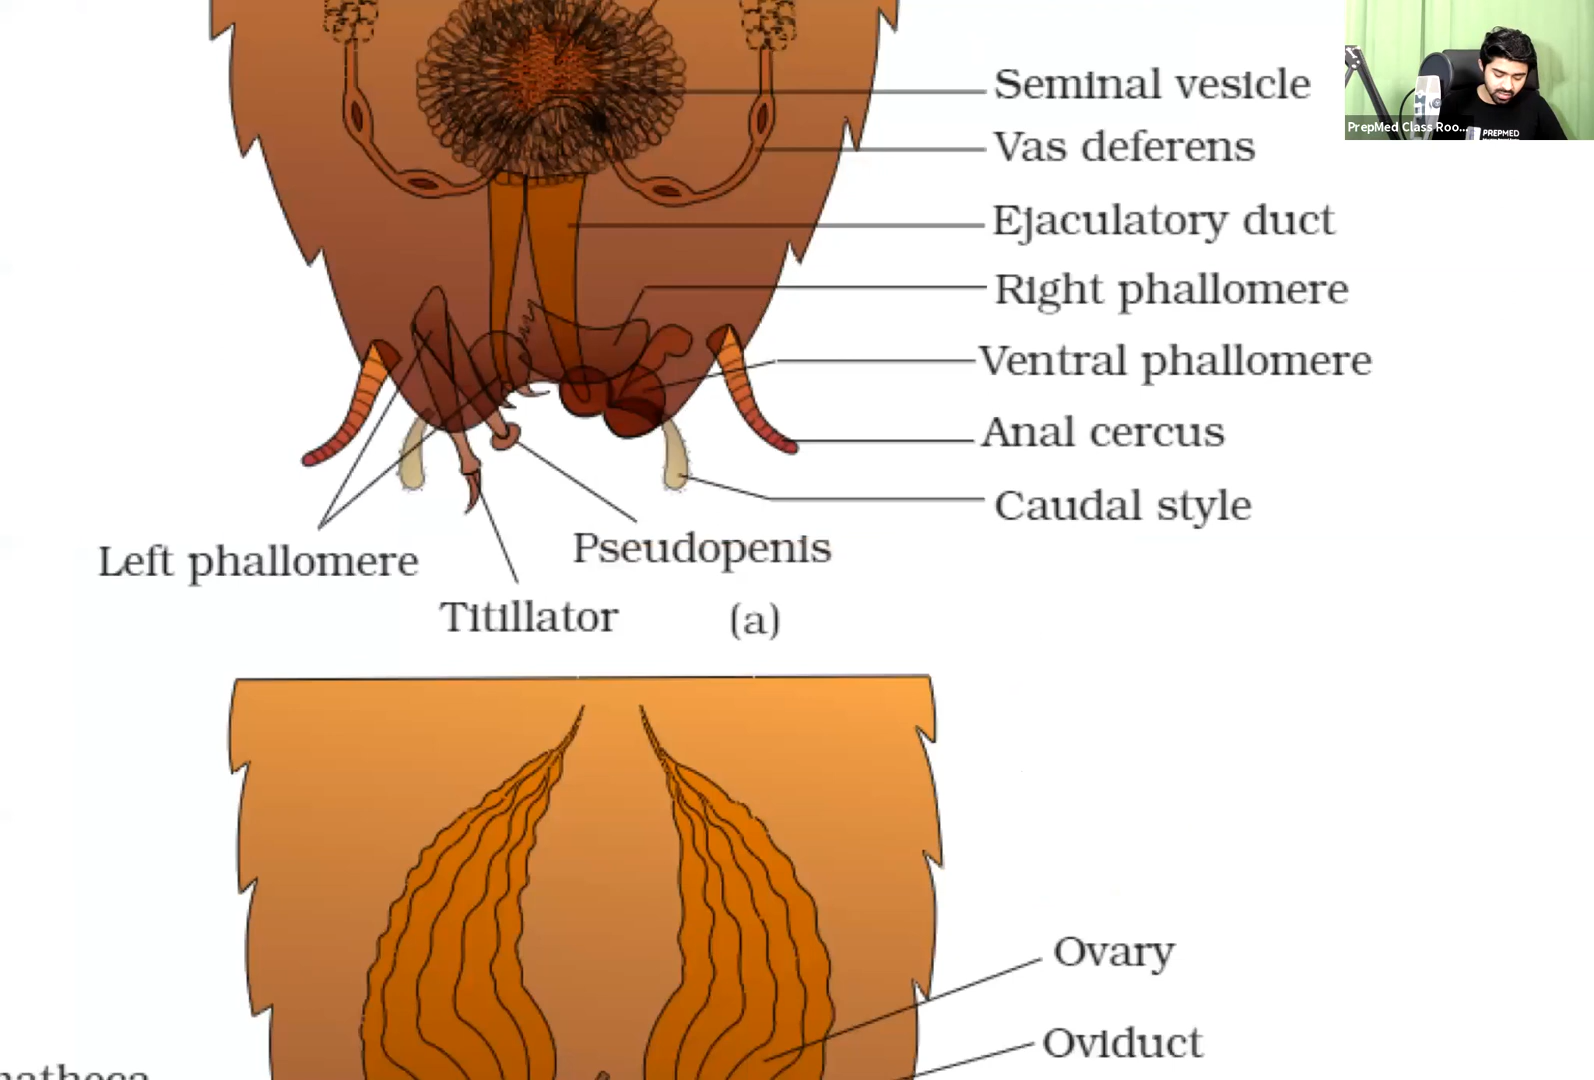 Seminal vesicle
PrepMed Class Roo...
PREPMED
Vas deferens
Ejaculatory duct
Right phallomere
Ventral phallomere
Anal cercus
Caudal style
Pseudopenis
Left phallomere
Titillator
(a)
Ovary
Oviduct